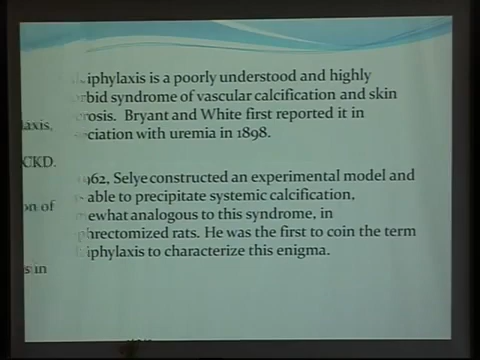 iphylaxis is a poorly understood and highly
rbid syndrome of vascular calcification and skin
rosis. Bryant and White first reported it in
ciation with uremia in 1898.
962, Selye constructed an experimental model and
able to precipitate systemic calcification,
ewhat analogous to this syndrome, in
phrectomized rats. He was the first to coin the term
iphylaxis to characterize this enigma.
laxis,
CKD.
on of
s in